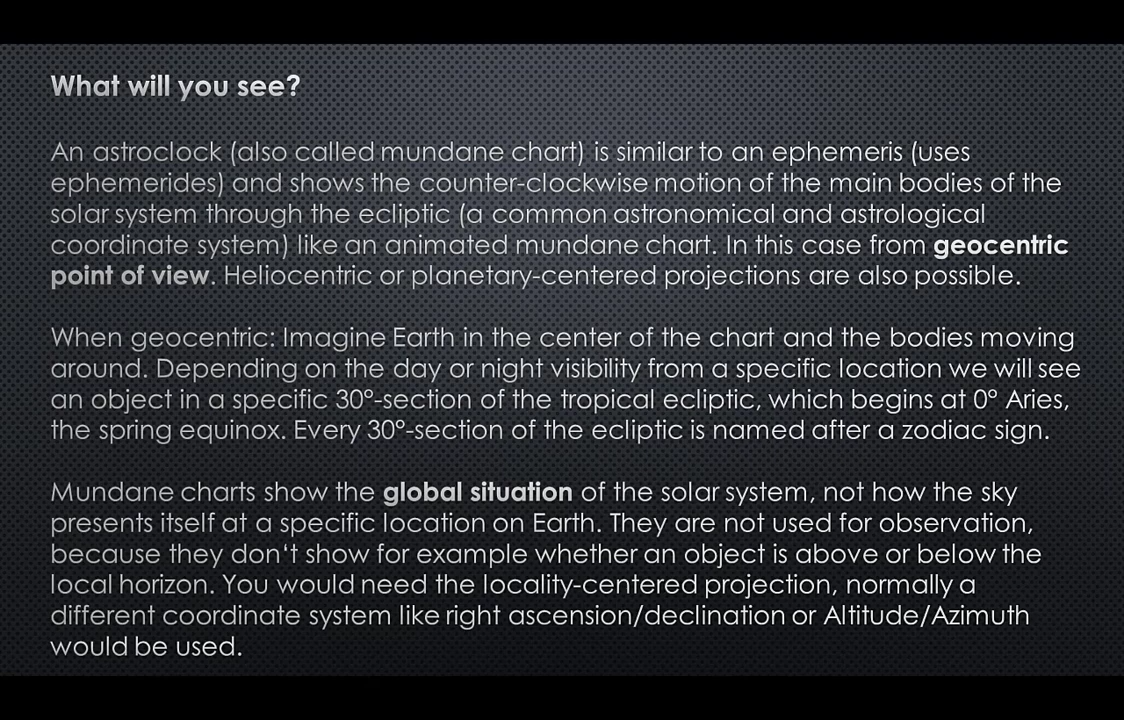 What will you see?
An astroclock (also called mundane chart) is similar to an ephemeris (uses
ephemerides) and shows the counter-clockwise motion of the main bodies of the
solar system through the ecliptic (a common astronomical and astrological
coordinate system) like an animated mundane chart. In this case from geocentric
point of view. Heliocentric or planetary-centered projections are also possible.
When geocentric: Imagine Earth in the center of the chart and the bodies moving
around. Depending on the day or night visibility from a specific location we will see
an object in a specific 30°-section of the tropical ecliptic, which begins at 0° Aries,
the spring equinox. Every 30°-section of the ecliptic is named after a zodiac sign.
Mundane charts show the global situation of the solar system, not how the sky
presents itself at a specific location on Earth. They are not used for observation,
because they don‘t show for example whether an object is above or below the
local horizon. You would need the locality-centered projection, normally a
different coordinate system like right ascension/declination or Altitude/Azimuth
would be used.